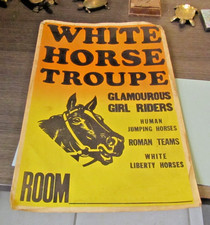 WHITE
HORSE
TROUPE
GLAMOUROUS
GIRL RIDERS
HUMAN
JUMPING HORSES
ROMAN TEAMS
WHITE
LIBERTY HORSES
ROOM